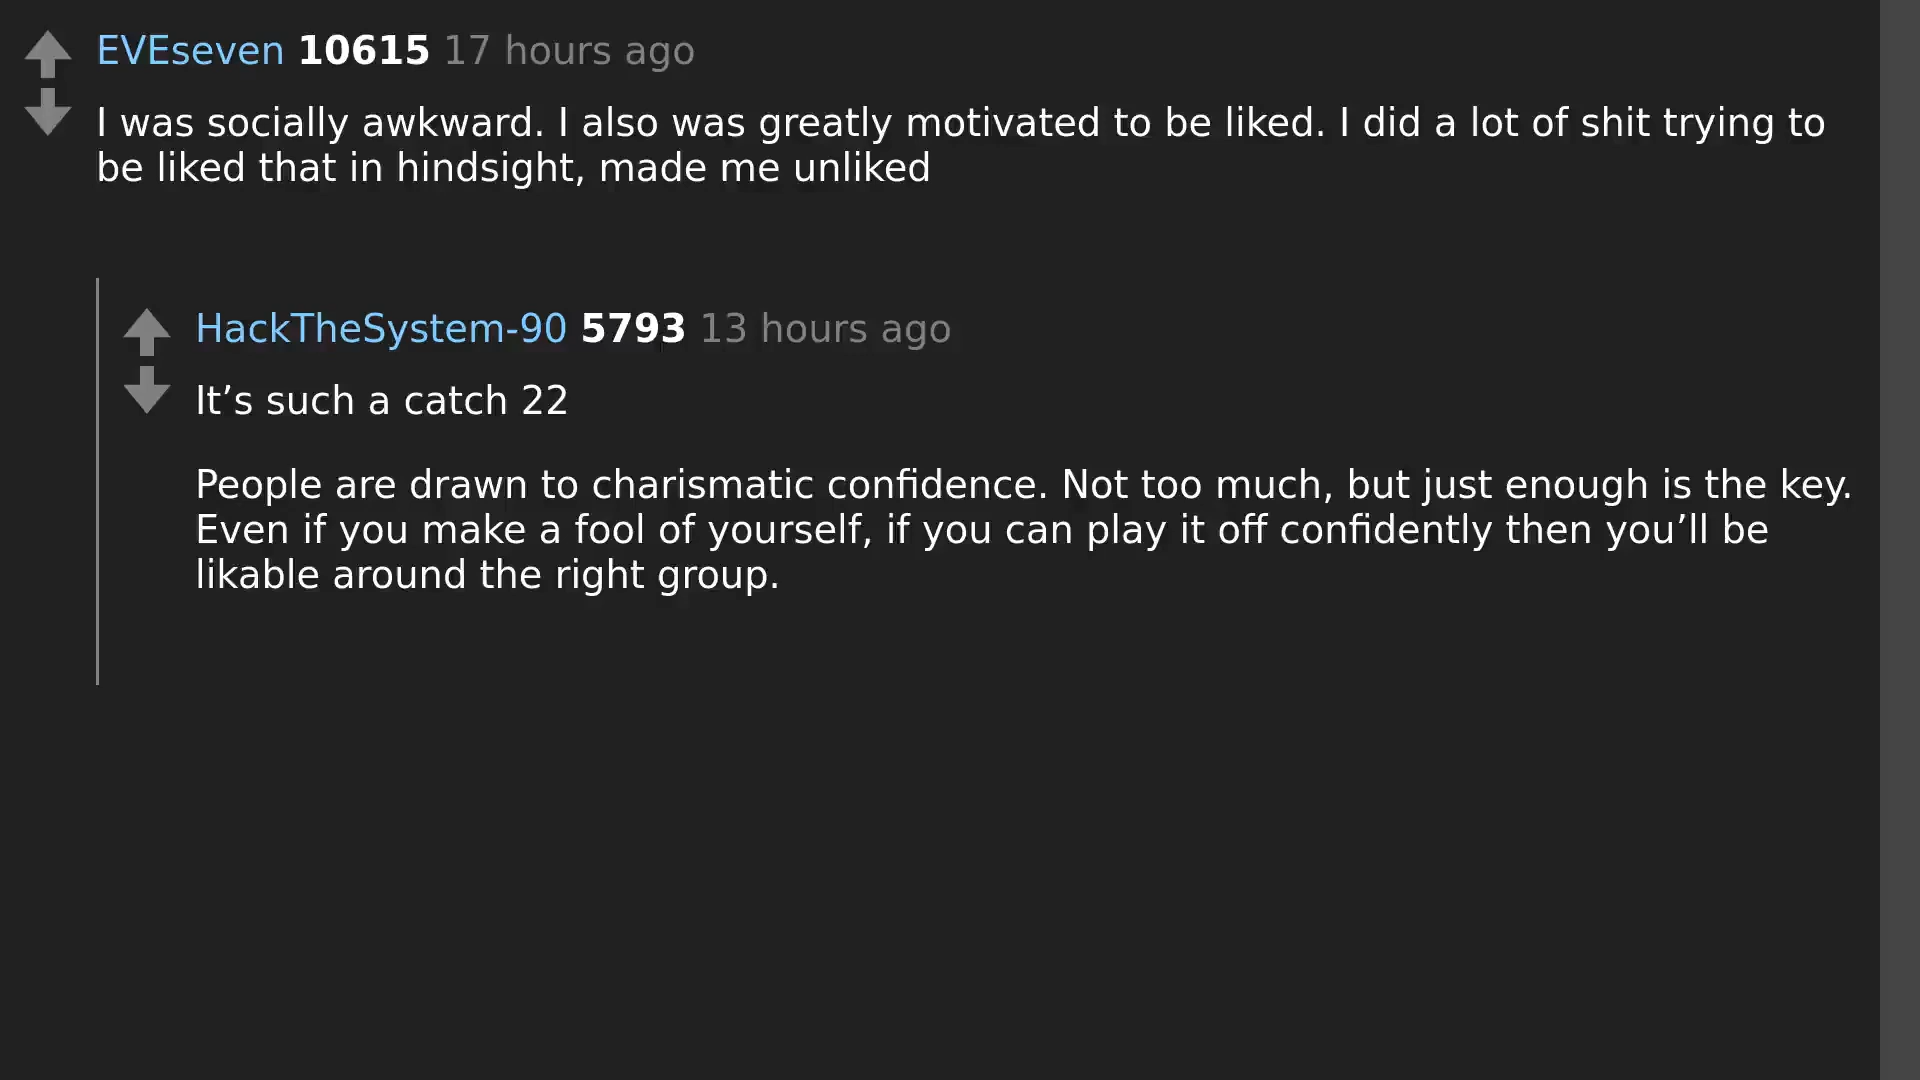 EVEseven 10615 17 hours ago
I was socially awkward. I also was greatly motivated to be liked. I did a lot of shit trying to
be liked that in hindsight, made me unliked
HackTheSystem-90 5793 13 hours ago
It’s such a catch 22
People are drawn to charismatic confidence. Not too much, but just enough is the key.
Even if you make a fool of yourself, if you can play it off confidently then you’ll be
likable around the right group.